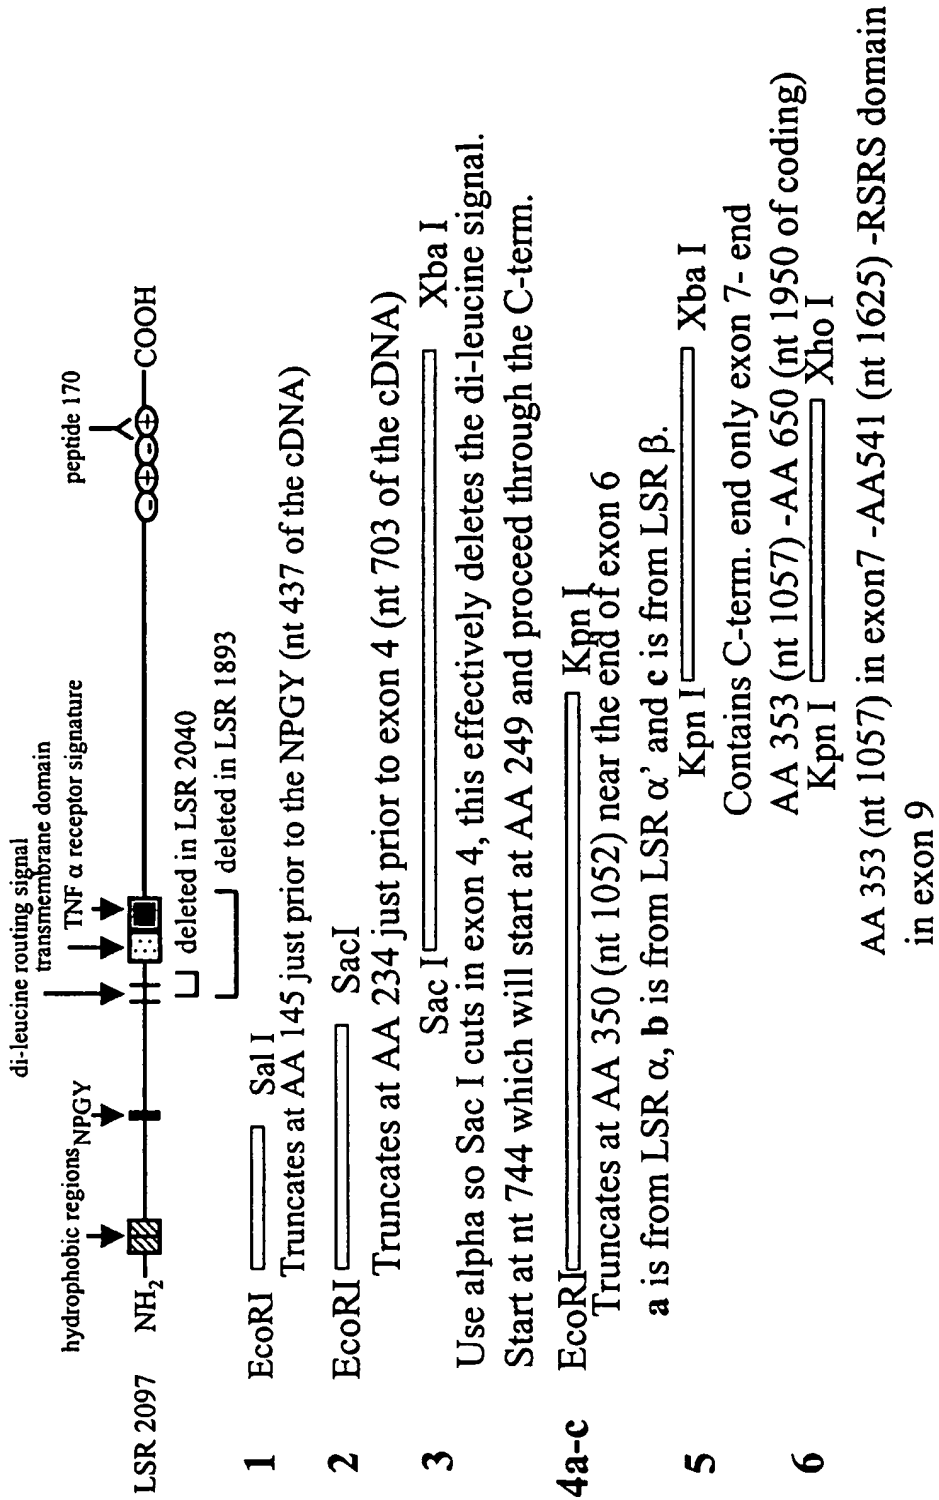 di-leucine routing signal
transmembrane domain
hydrophobic regions NPGY TNF α receptor signature peptide 170
LSR 2097 NH2 - + - + COOH
deleted in LSR 2040
deleted in LSR 1893
1 EcoRI Sal I
Truncates at AA 145 just prior to the NPGY (nt 437 of the cDNA)
2 EcoRI SacI
Truncates at AA 234 just prior to exon 4 (nt 703 of the cDNA)
3 Sac I Xba I
Use alpha so Sac I cuts in exon 4, this effectively deletes the di-leucine signal.
Start at nt 744 which will start at AA 249 and proceed through the C-term.
4a-c EcoRI Kpn I
Truncates at AA 350 (nt 1052) near the end of exon 6
a is from LSR α, b is from LSR α' and c is from LSR β.
5 Kpn I Xba I
Contains C-term. end only exon 7- end
AA 353 (nt 1057) -AA 650 (nt 1950 of coding)
6 Kpn I Xho I
AA 353 (nt 1057) in exon7 -AA541 (nt 1625) -RSRS domain
in exon 9